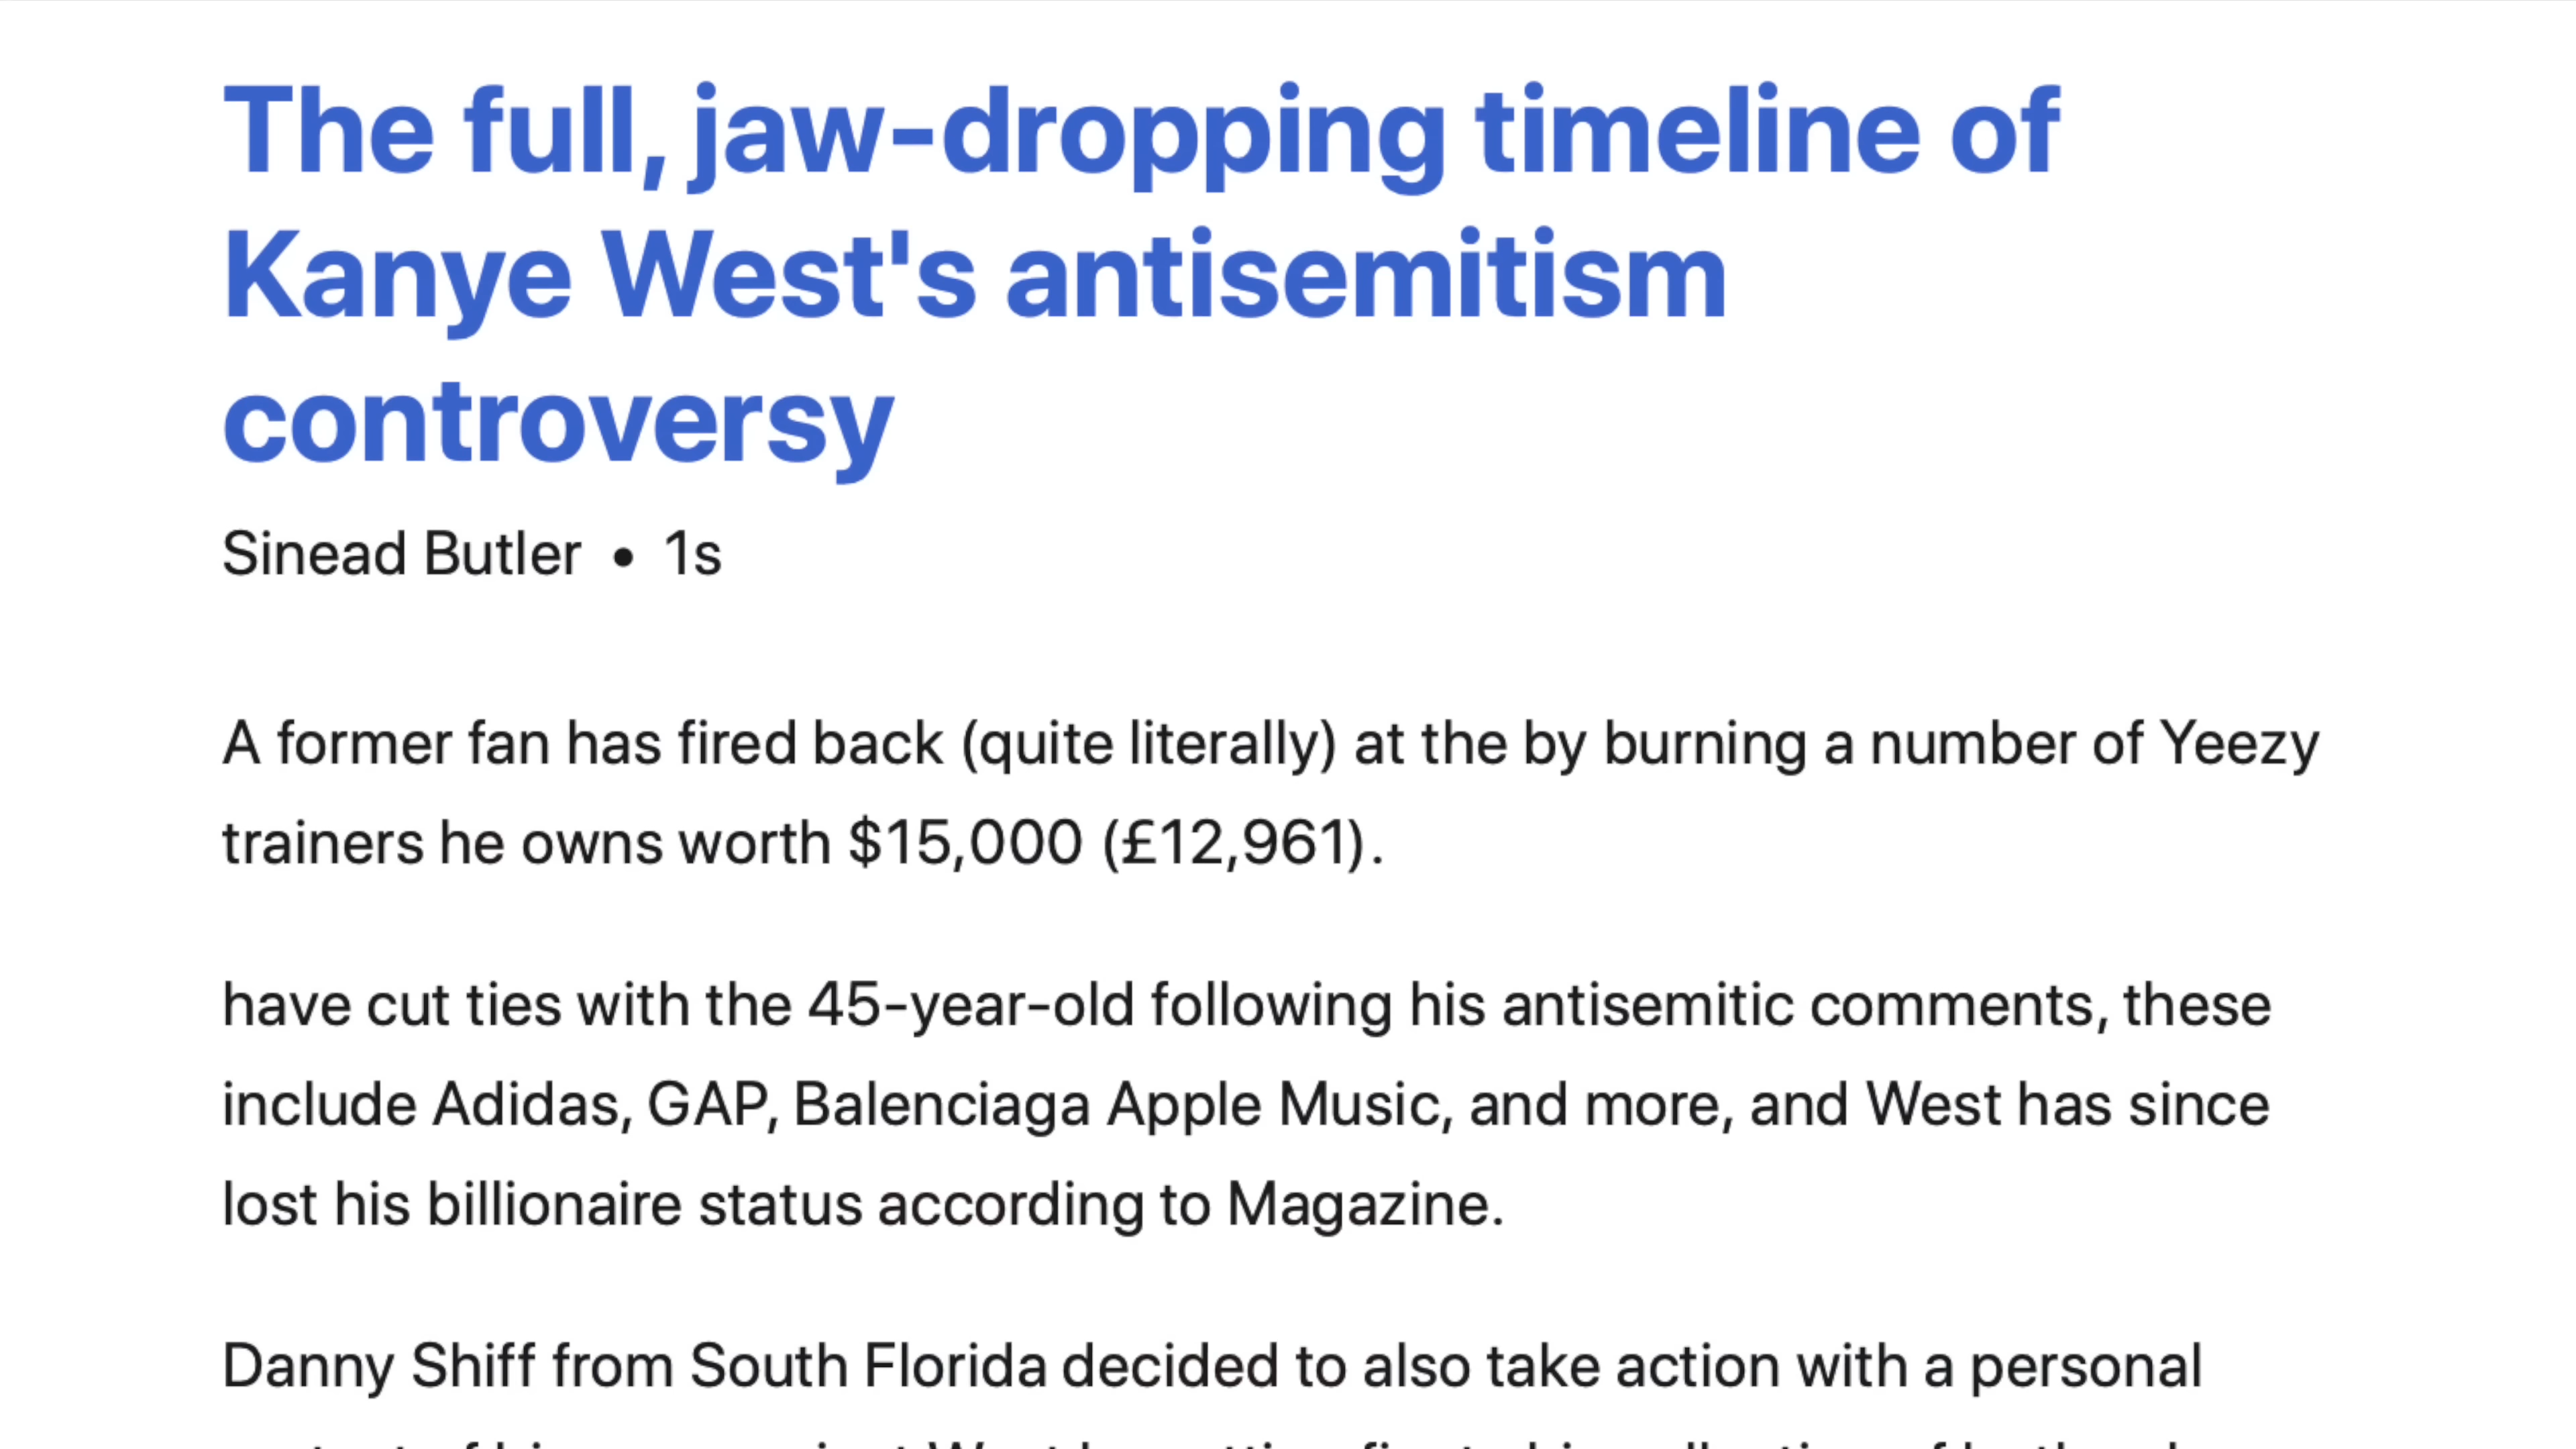 The full, jaw-dropping timeline of
Kanye West's antisemitism
controversy
Sinead Butler • 1s
A former fan has fired back (quite literally) at the by burning a number of Yeezy
trainers he owns worth $15,000 (£12,961).
have cut ties with the 45-year-old following his antisemitic comments, these
include Adidas, GAP, Balenciaga Apple Music, and more, and West has since
lost his billionaire status according to Magazine.
Danny Shiff from South Florida decided to also take action with a personal